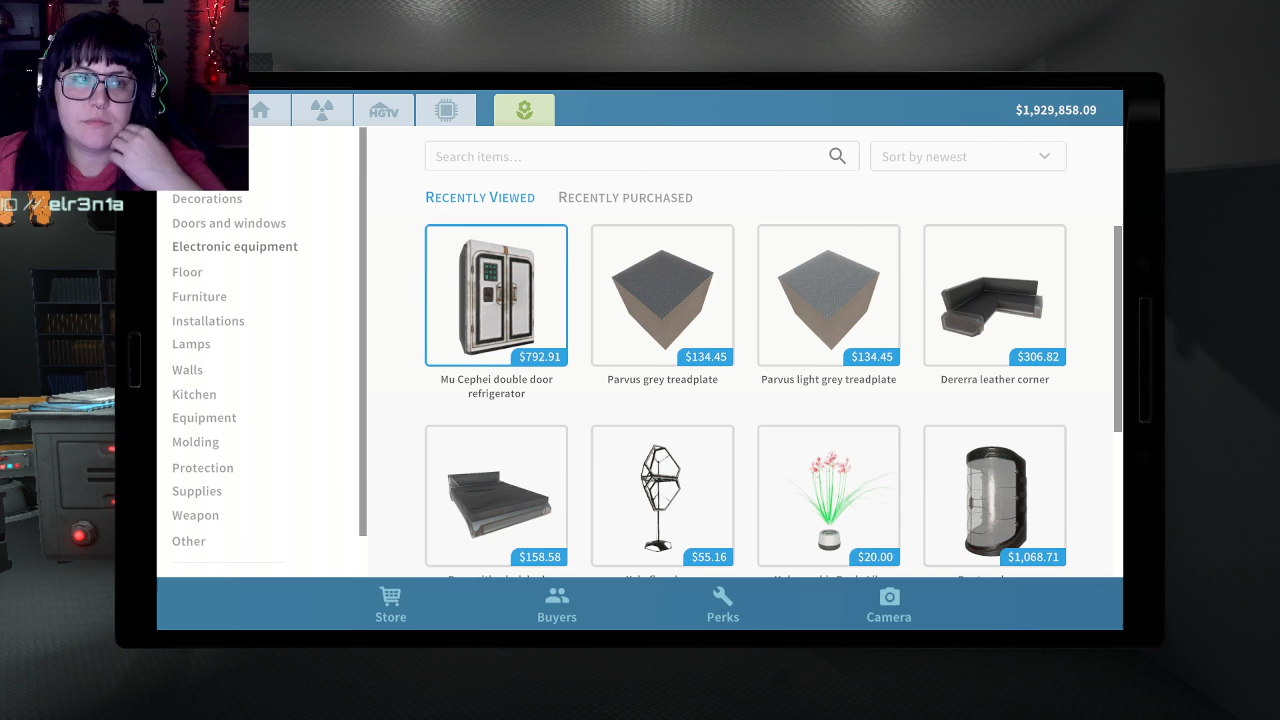 HGTV
$1,929,858.09
Search items...
Sort by newest
// elr3n1a
RECENTLY VIEWED
RECENTLY PURCHASED
Decorations
Doors and windows
Electronic equipment
Floor
Furniture
Installations
Lamps
Walls
Kitchen
Equipment
Molding
Protection
Supplies
Weapon
Other
$792.91
$134.45
$134.45
$306.82
Mu Cephei double door
refrigerator
Parvus grey treadplate
Parvus light grey treadplate
Dererra leather corner
$158.58
$55.16
$20.00
$1,068.71
Store
Buyers
Perks
Camera